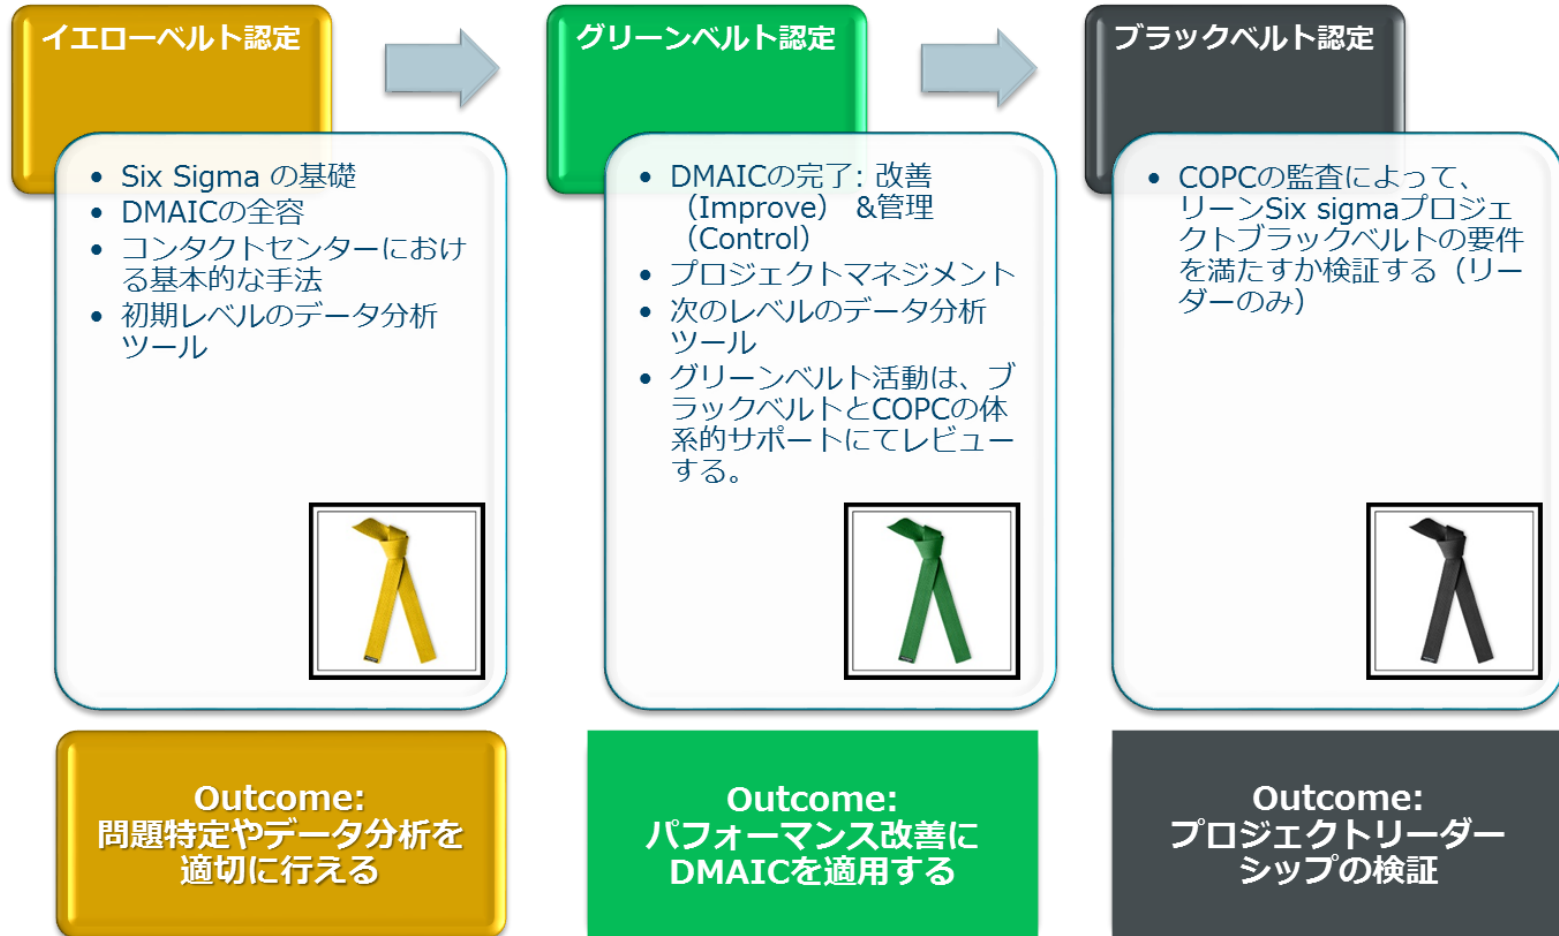 イエローベルト認定
• Six Sigma の基礎
• DMAICの全容
• コンタクトセンターにおけ
る基本的な手法
• 初期レベルのデータ分析
ツール
Outcome:
問題特定やデータ分析を
適切に行える
グリーンベルト認定
• DMAICの完了: 改善
（Improve） &管理
（Control）
• プロジェクトマネジメント
• 次のレベルのデータ分析
ツール
• グリーンベルト活動は、ブ
ラックベルトとCOPCの体
系的サポートにてレビュー
する。
Outcome:
パフォーマンス改善に
DMAICを適用する
ブラックベルト認定
• COPCの監査によって、
リーンSix sigmaプロジェ
クトブラックベルトの要件
を満たすか検証する（リー
ダーのみ）
Outcome:
プロジェクトリーダー
シップの検証